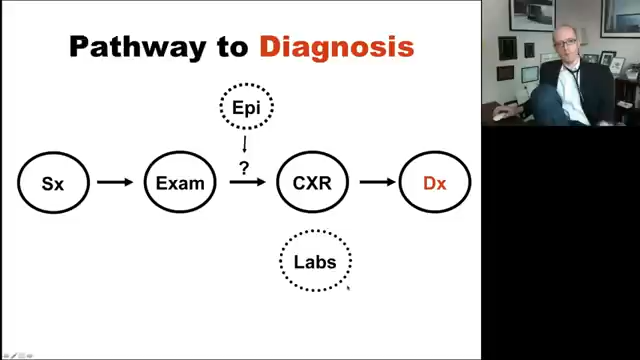 Pathway to Diagnosis
Epi
?
Sx
Exam
CXR
Dx
Labs